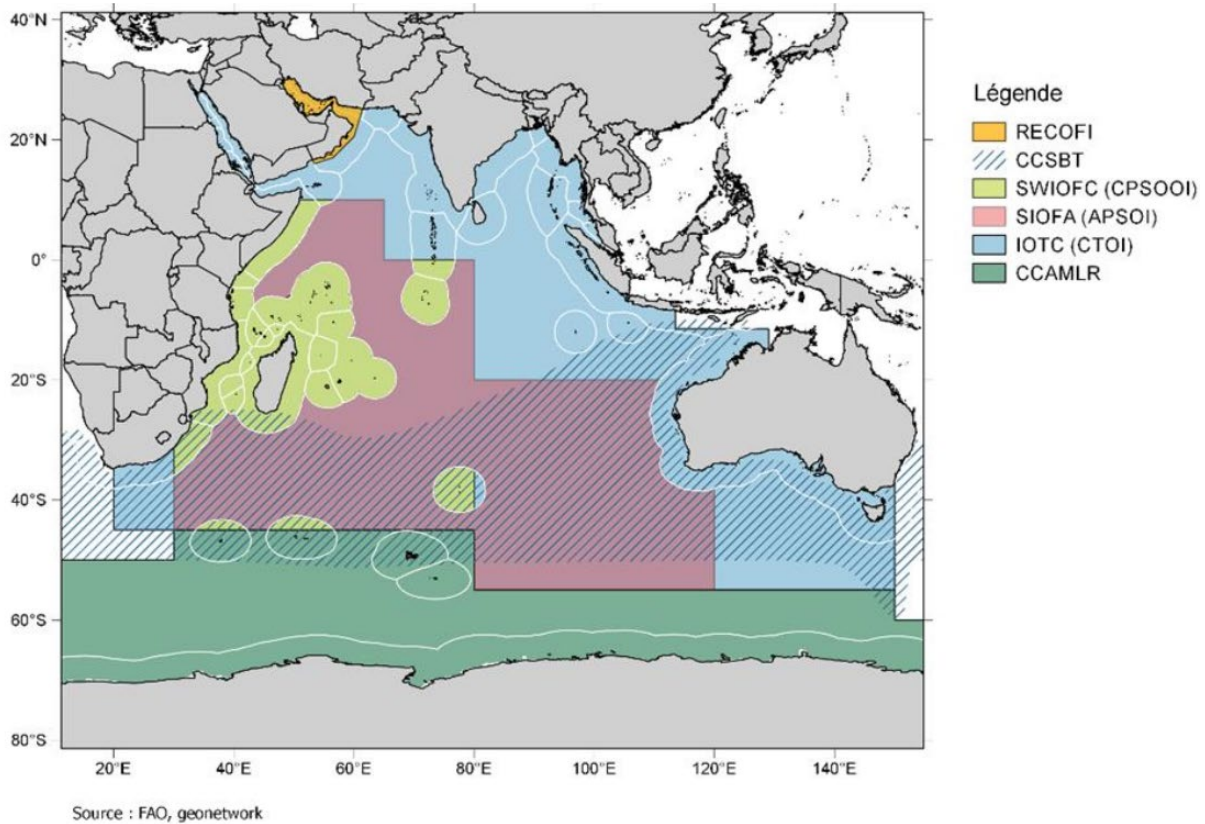 40°N
20°N
0°
20°S
40°S
60°S
80°S
20°E
40°E
60°E
80°E
100°E
120°E
140°E
Légende
RECOFI
CCSBT
SWIOFC (CPSOOI)
SIOFA (APSOI)
IOTC (CTOI)
CCAMLR
Source : FAO, geonetwork